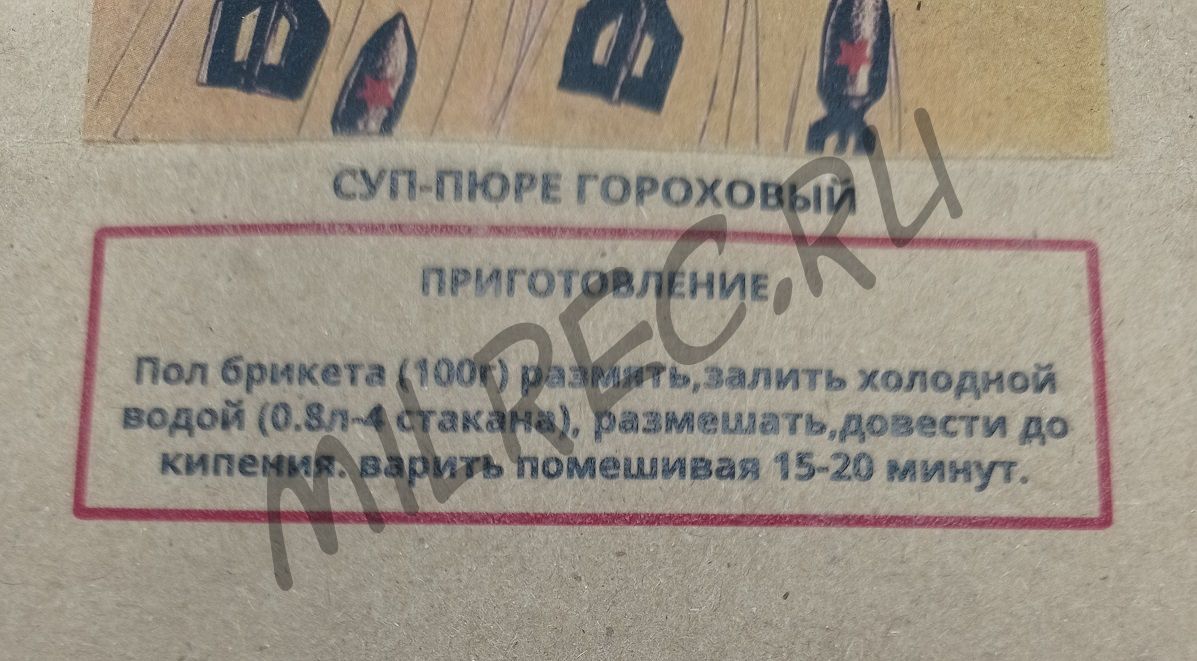 СУП-ПЮРЕ ГОРОХОВЫЙ
ПРИГОТОВЛЕНИЕ
Пол брикета (100г) размять,залить холодной
водой (0.8л-4 стакана), размешать,довести до
кипения. варить помешивая 15-20 минут.
MILREC.RU